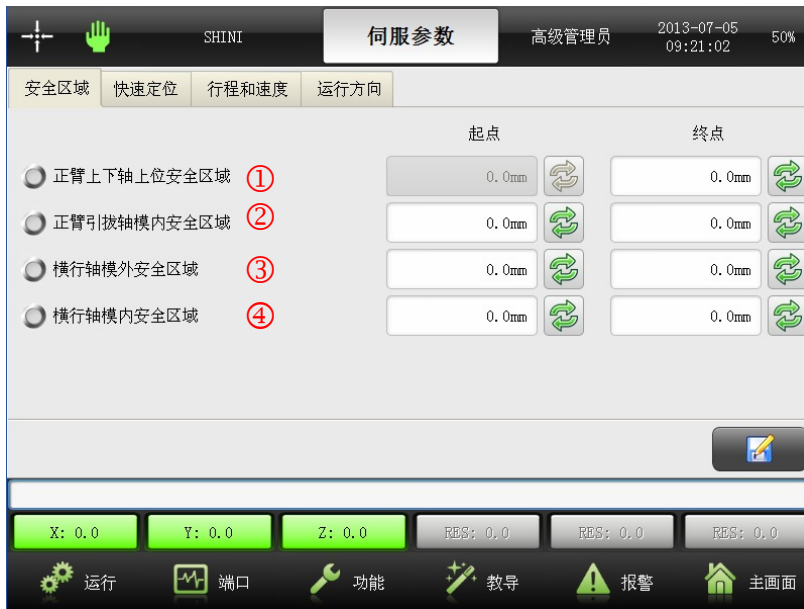 SHINI 伺服参数 高级管理员 2013-07-05 09:21:02 50%
安全区域 快速定位 行程和速度 运行方向
起点 终点
正臂上下轴上位安全区域 ① 0.0mm 0.0mm
正臂引拔轴模内安全区域 ② 0.0mm 0.0mm
横行轴模外安全区域 ③ 0.0mm 0.0mm
横行轴模内安全区域 ④ 0.0mm 0.0mm
X: 0.0 Y: 0.0 Z: 0.0 RES: 0.0 RES: 0.0 RES: 0.0
运行 端口 功能 教导 报警 主画面